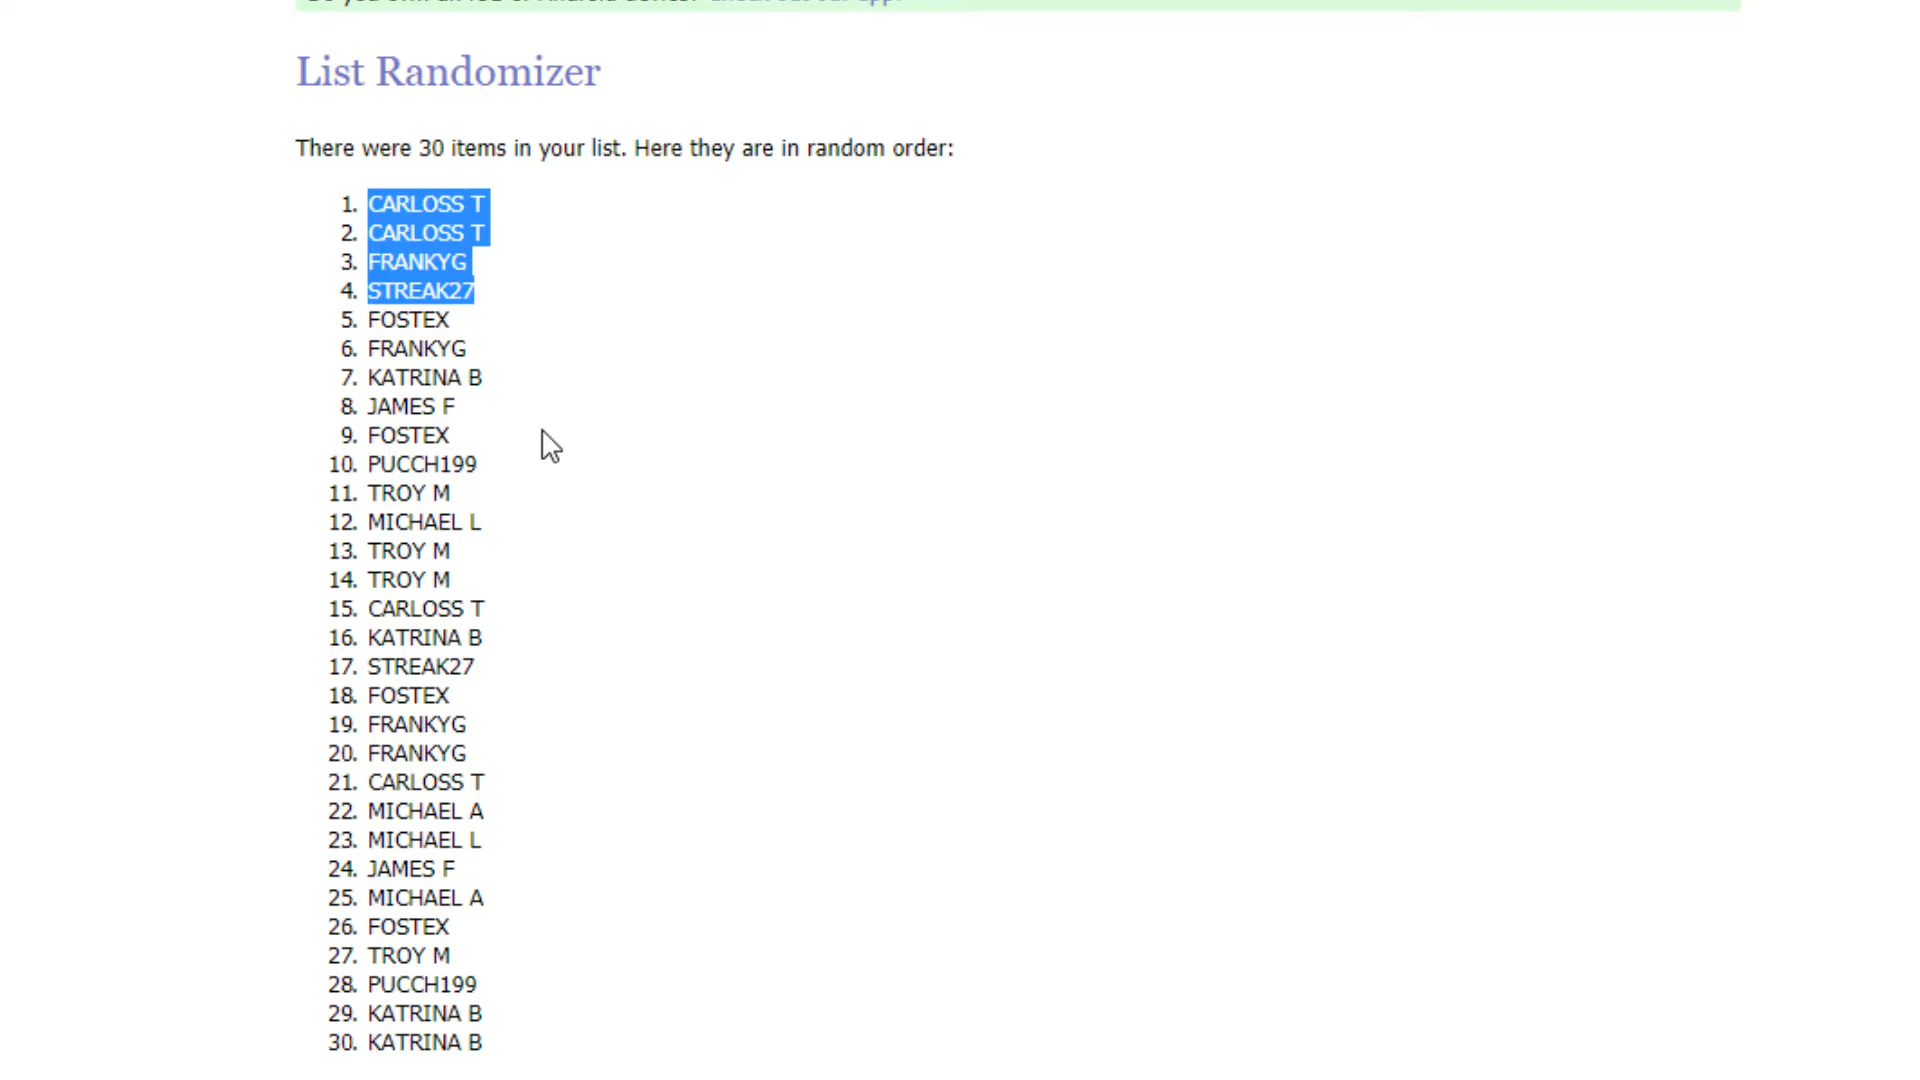 List Randomizer
There were 30 items in your list. Here they are in random order:
1. CARLOSS T
2. CARLOSS T
3. FRANKYG
4. STREAK27
5. FOSTEX
6. FRANKYG
7. KATRINA B
8. JAMES F
9. FOSTEX
10. PUCCH199
11. TROY M
12. MICHAEL L
13. TROY M
14. TROY M
15. CARLOSS T
16. KATRINA B
17. STREAK27
18. FOSTEX
19. FRANKYG
20. FRANKYG
21. CARLOSS T
22. MICHAEL A
23. MICHAEL L
24. JAMES F
25. MICHAEL A
26. FOSTEX
27. TROY M
28. PUCCH199
29. KATRINA B
30. KATRINA B